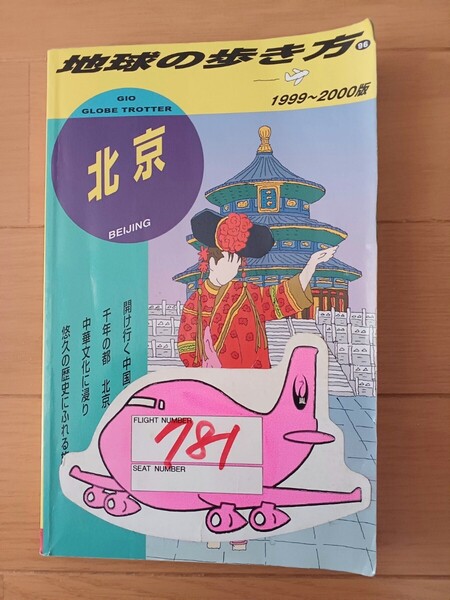 地球の歩き方 96
1999~2000版
GIO
GLOBE TROTTER
北京
BEIJING
開け行く中国
千年の都 北京
中華文化に浸り
悠久の歴史にふれる
FLIGHT NUMBER
781
SEAT NUMBER